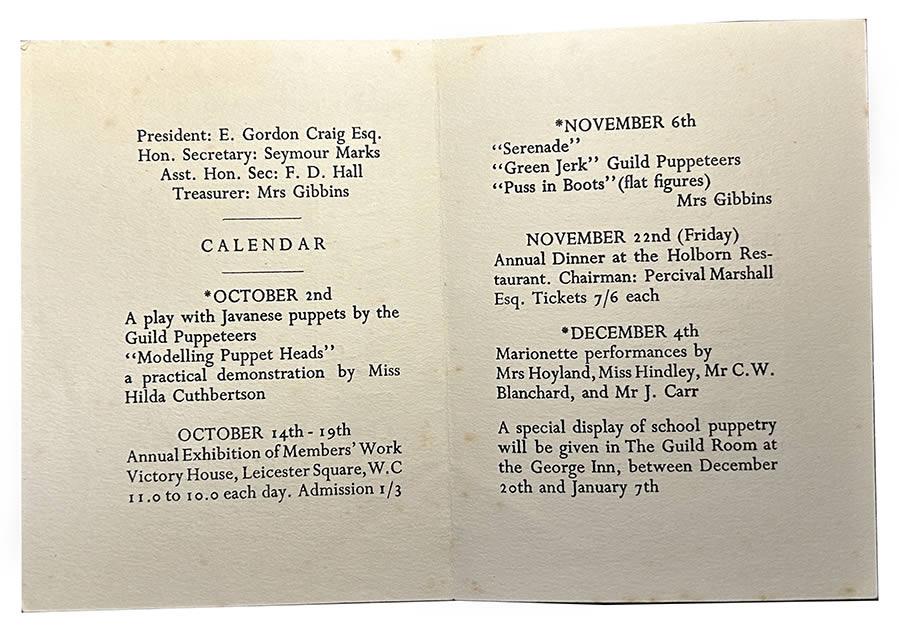 President: E. Gordon Craig Esq.
Hon. Secretary: Seymour Marks
Asst. Hon. Sec: F. D. Hall
Treasurer: Mrs Gibbins
CALENDAR
*OCTOBER 2nd
A play with Javanese puppets by the
Guild Puppeteers
"Modelling Puppet Heads"
a practical demonstration by Miss
Hilda Cuthbertson
OCTOBER 14th - 19th
Annual Exhibition of Members' Work
Victory House, Leicester Square, W.C
11.0 to 10.0 each day. Admission 1/3
*NOVEMBER 6th
"Serenade"
"Green Jerk" Guild Puppeteers
"Puss in Boots" (flat figures)
Mrs Gibbins
NOVEMBER 22nd (Friday)
Annual Dinner at the Holborn Res-
taurant. Chairman: Percival Marshall
Esq. Tickets 7/6 each
*DECEMBER 4th
Marionette performances by
Mrs Hoyland, Miss Hindley, Mr C.W.
Blanchard, and Mr J. Carr
A special display of school puppetry
will be given in The Guild Room at
the George Inn, between December
20th and January 7th